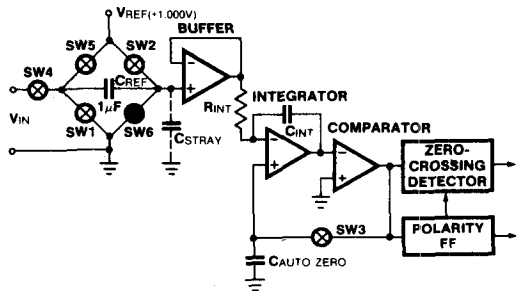 VREF(+1.000V)
BUFFER
SW5
SW2
SW4
CREF
1µF
VIN
SW1
SW6
CSTRAY
RINT
INTEGRATOR
CINT
COMPARATOR
ZERO-
CROSSING
DETECTOR
SW3
POLARITY
FF
CAUTO ZERO